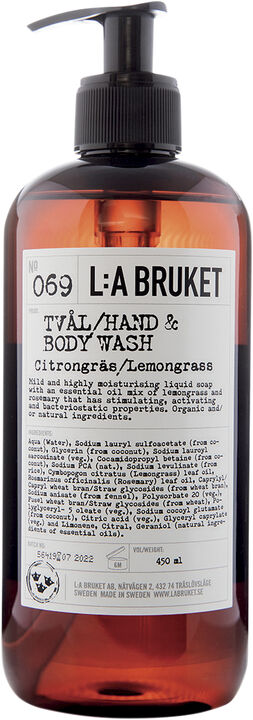 No 069 L:A BRUKET
TVÅL/HAND &
BODY WASH
Citrongräs/Lemongrass
Mild and highly moisturising liquid soap
with an essential oil mix of lemongrass and
rosemary that has stimulating, activating
and bacteriostatic properties. Organic and/
or natural ingredients.
INGREDIENTS:
Aqua (Water), Sodium lauryl sulfoacetate (from co-
conut), Glycerin (from coconut), Sodium lauroyl
sarcosinate (veg.), Cocamidopropyl betaine (from co-
conut), Sodium PCA (nat.), Sodium levulinate (from
rice), Cymbopogon citratus (Lemongrass) leaf oil,
Rosmarinus officinalis (Rosemary) leaf oil, Capryl/
Caprylyl wheat bran/Straw glycosides (from wheat bran),
Sodium anisate (from fennel), Polysorbate 20 (veg.),
Fusel wheat bran/Straw glycosides (from wheat), Po-
lyglyceryl- 5 oleate (veg.), Sodium cocoyl glutamate
(from coconut), Citric acid (veg.), Glyceryl caprylate
(veg.) and Limonene, Citral, Geraniol (natural ingre-
dients of essential oils).
BATCH NO:
07 2022
6M
VOL/WEIGHT:
450 ml
L:A BRUKET AB, NÄTVÄGEN 2, 432 74 TRÄSLÖVSLÄGE
SWEDEN MADE IN SWEDEN WWW.LABRUKET.SE